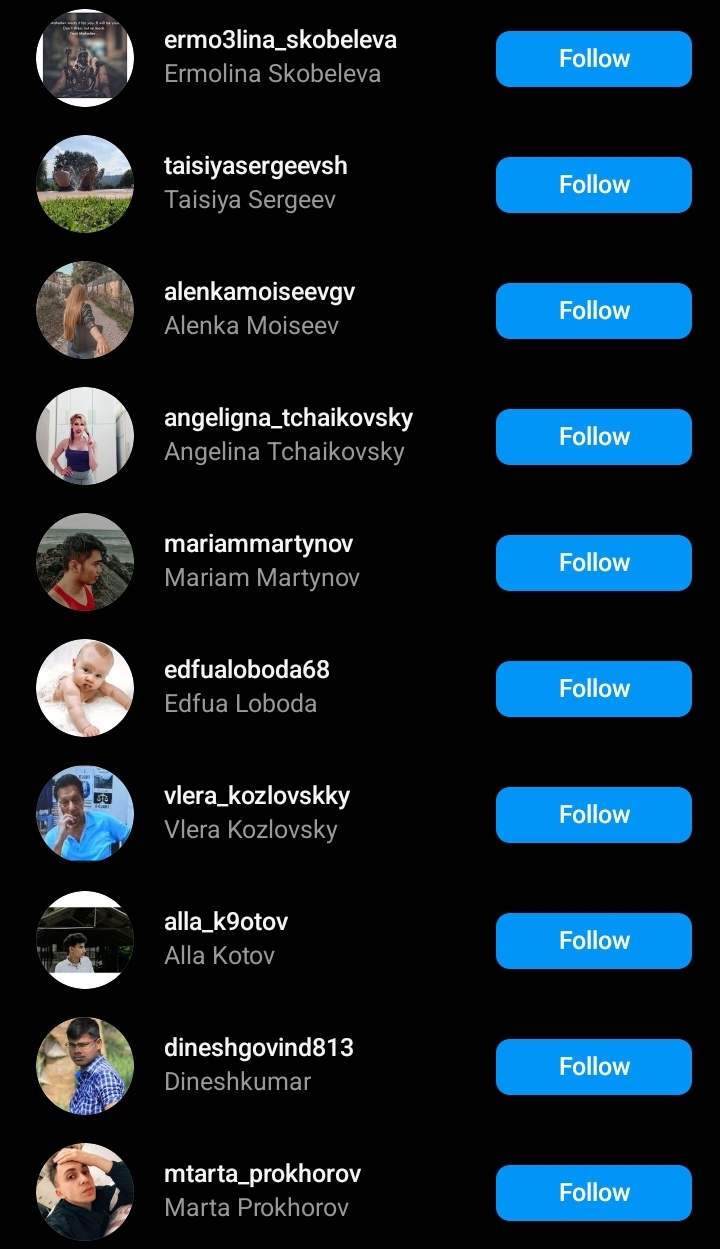 ermo3lina_skobeleva
Ermolina Skobeleva
Follow
taisiyasergeevsh
Taisiya Sergeev
Follow
alenkamoiseevgv
Alenka Moiseev
Follow
angeligna_tchaikovsky
Angelina Tchaikovsky
Follow
mariammartynov
Mariam Martynov
Follow
edfualoboda68
Edfua Loboda
Follow
vlera_kozlovskky
Vlera Kozlovsky
Follow
alla_k9otov
Alla Kotov
Follow
dineshgovind813
Dineshkumar
Follow
mtarta_prokhorov
Marta Prokhorov
Follow